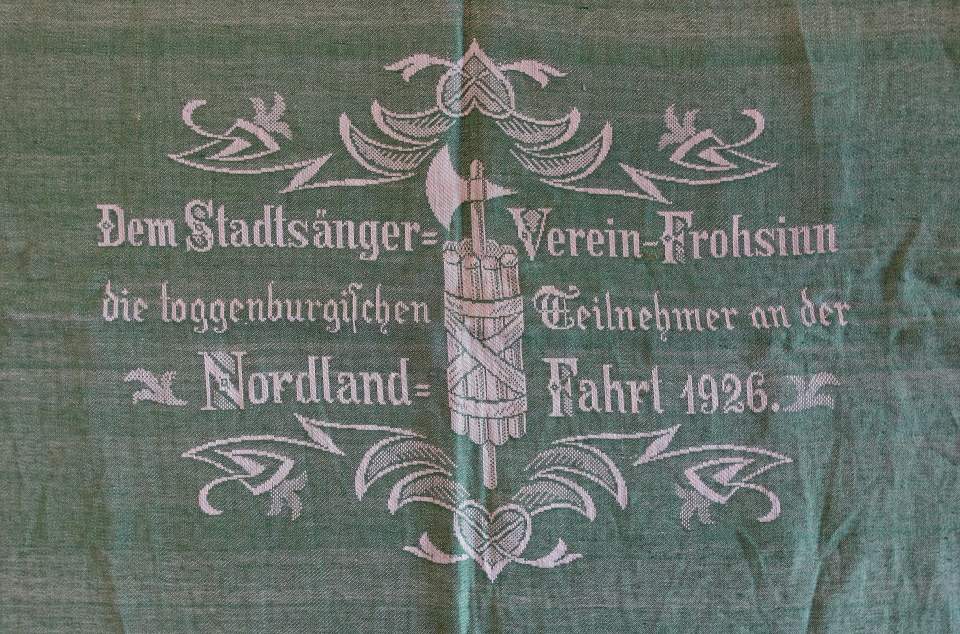 Dem Stadtsänger= Verein-Frohsinn
die toggenburgiſchen Teilnehmer an der
Nordland= Fahrt 1926.